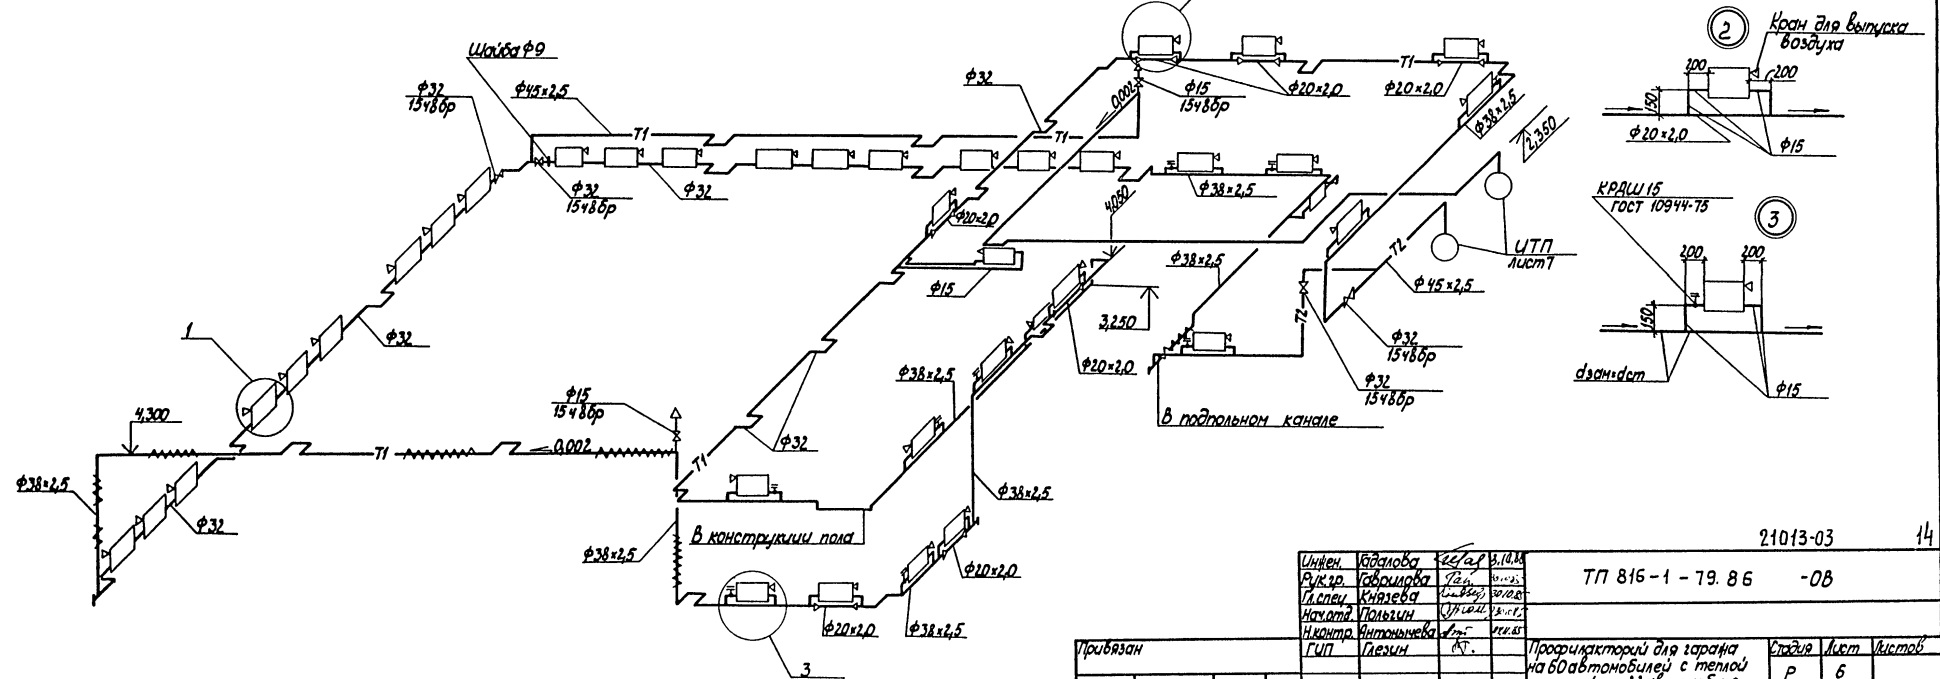 Шайба ф9
ф32
15ч8бр
ф45×2,5
Т1
ф32
15ч8бр
ф32
ф32
0,002
ф15
15ч8бр
Т1
ф20×2,0
Т1
ф20×2,0
ф38×2,5
2,350
ф38×2,5
ф20×2,0
4,050
ф15
ф38×2,5
Т2
ф45×2,5
ИТП
лист 7
3,250
Т2
ф32
15ч8бр
ф32
15ч8бр
ф20×2,0
ф38×2,5
В подпольном канале
1
ф32
4,300
ф15
15ч8бр
ф32
Т1
0,002
Т1
ф38×2,5
ф32
ф38×2,5
В конструкции пола
ф38×2,5
ф20×2,0
ф20×2,0
ф38×2,5
3
2
Кран для выпуска
воздуха
200
200
150
ф20×2,0
ф15
КРДШ 15
ГОСТ 10944-75
3
200
200
150
dзам=dст
ф15
21013-03
14
Инжен. Гадалова
Рук.гр. Гаврилова
Гл.спец. Князева
Нач.отд. Польгин
Н.контр. Антонычева
ГИП Глезин
ТП 816-1-79.86 -ОВ
Привязан
Профилакторий для гаража
на 60 автомобилей с теплой
Стадия Лист Листов
Р 6